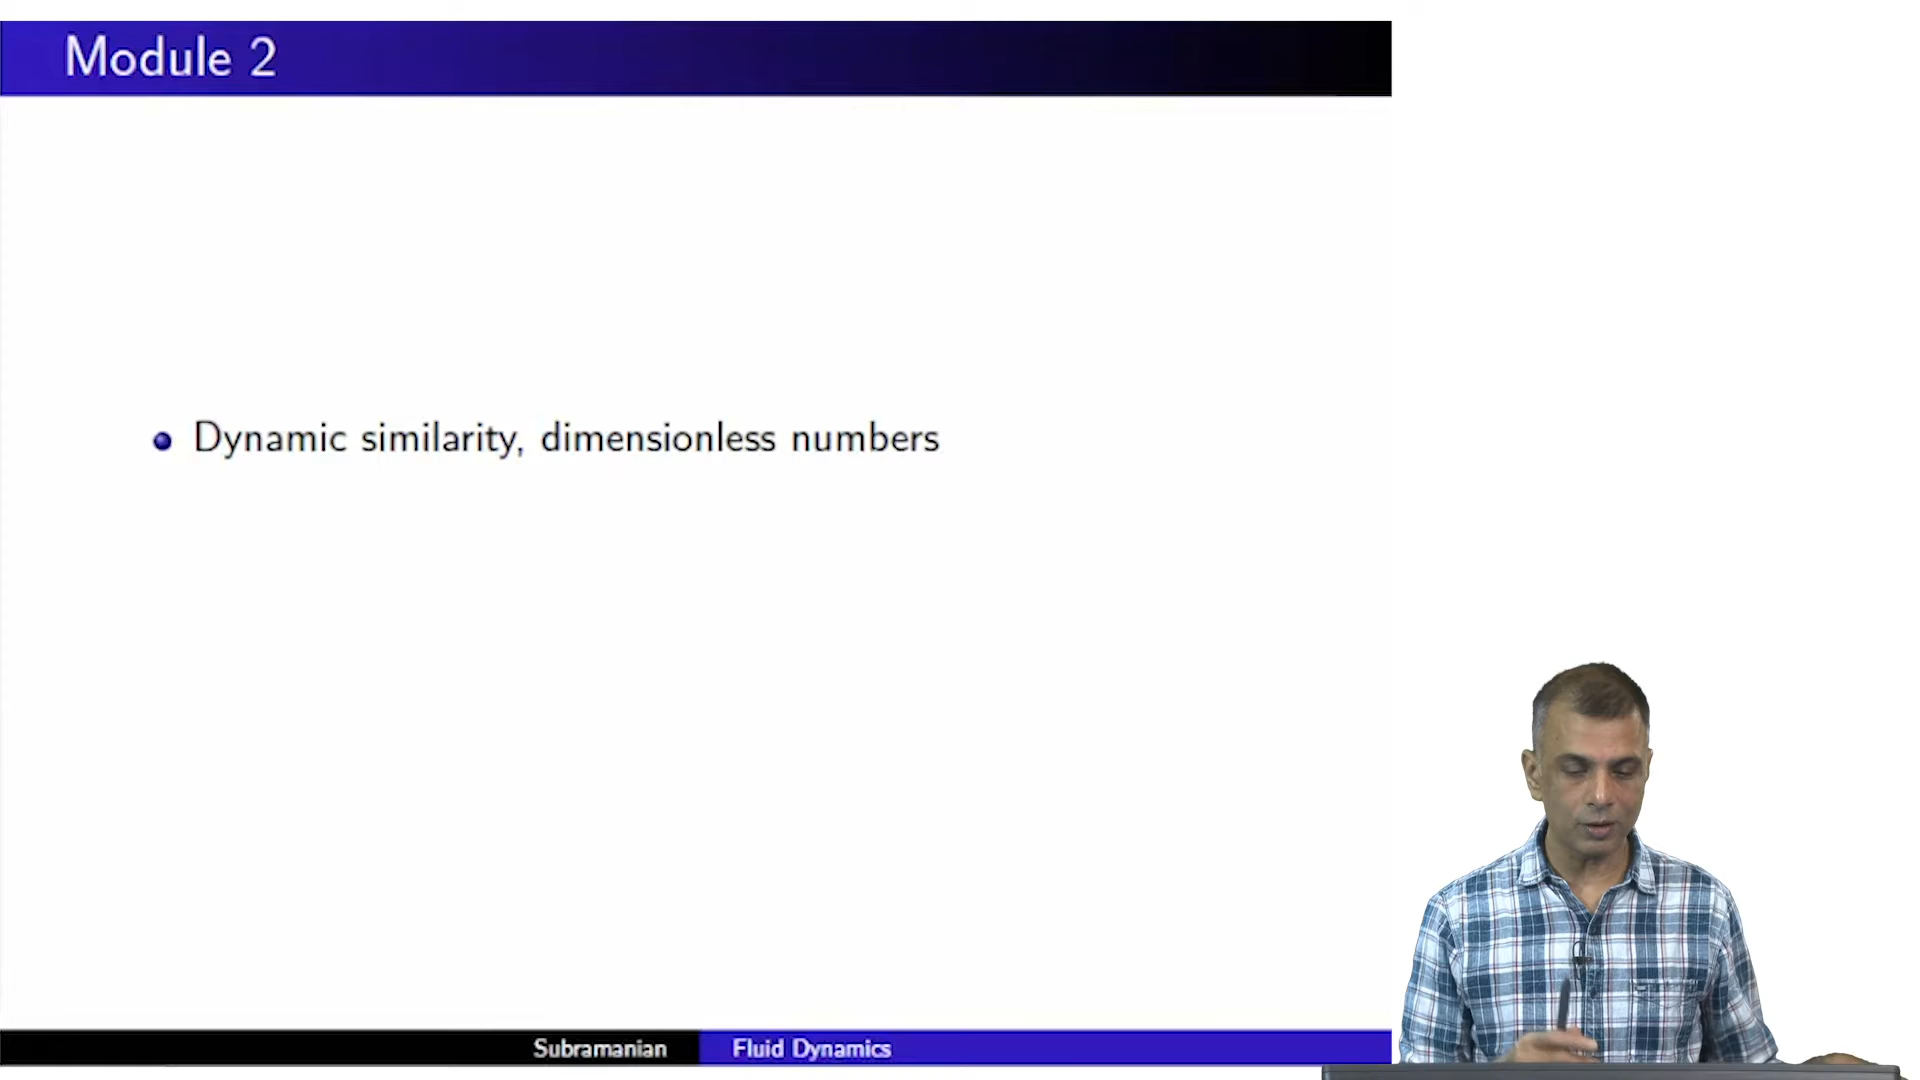 Module 2
Dynamic similarity, dimensionless numbers
Subramanian Fluid Dynamics